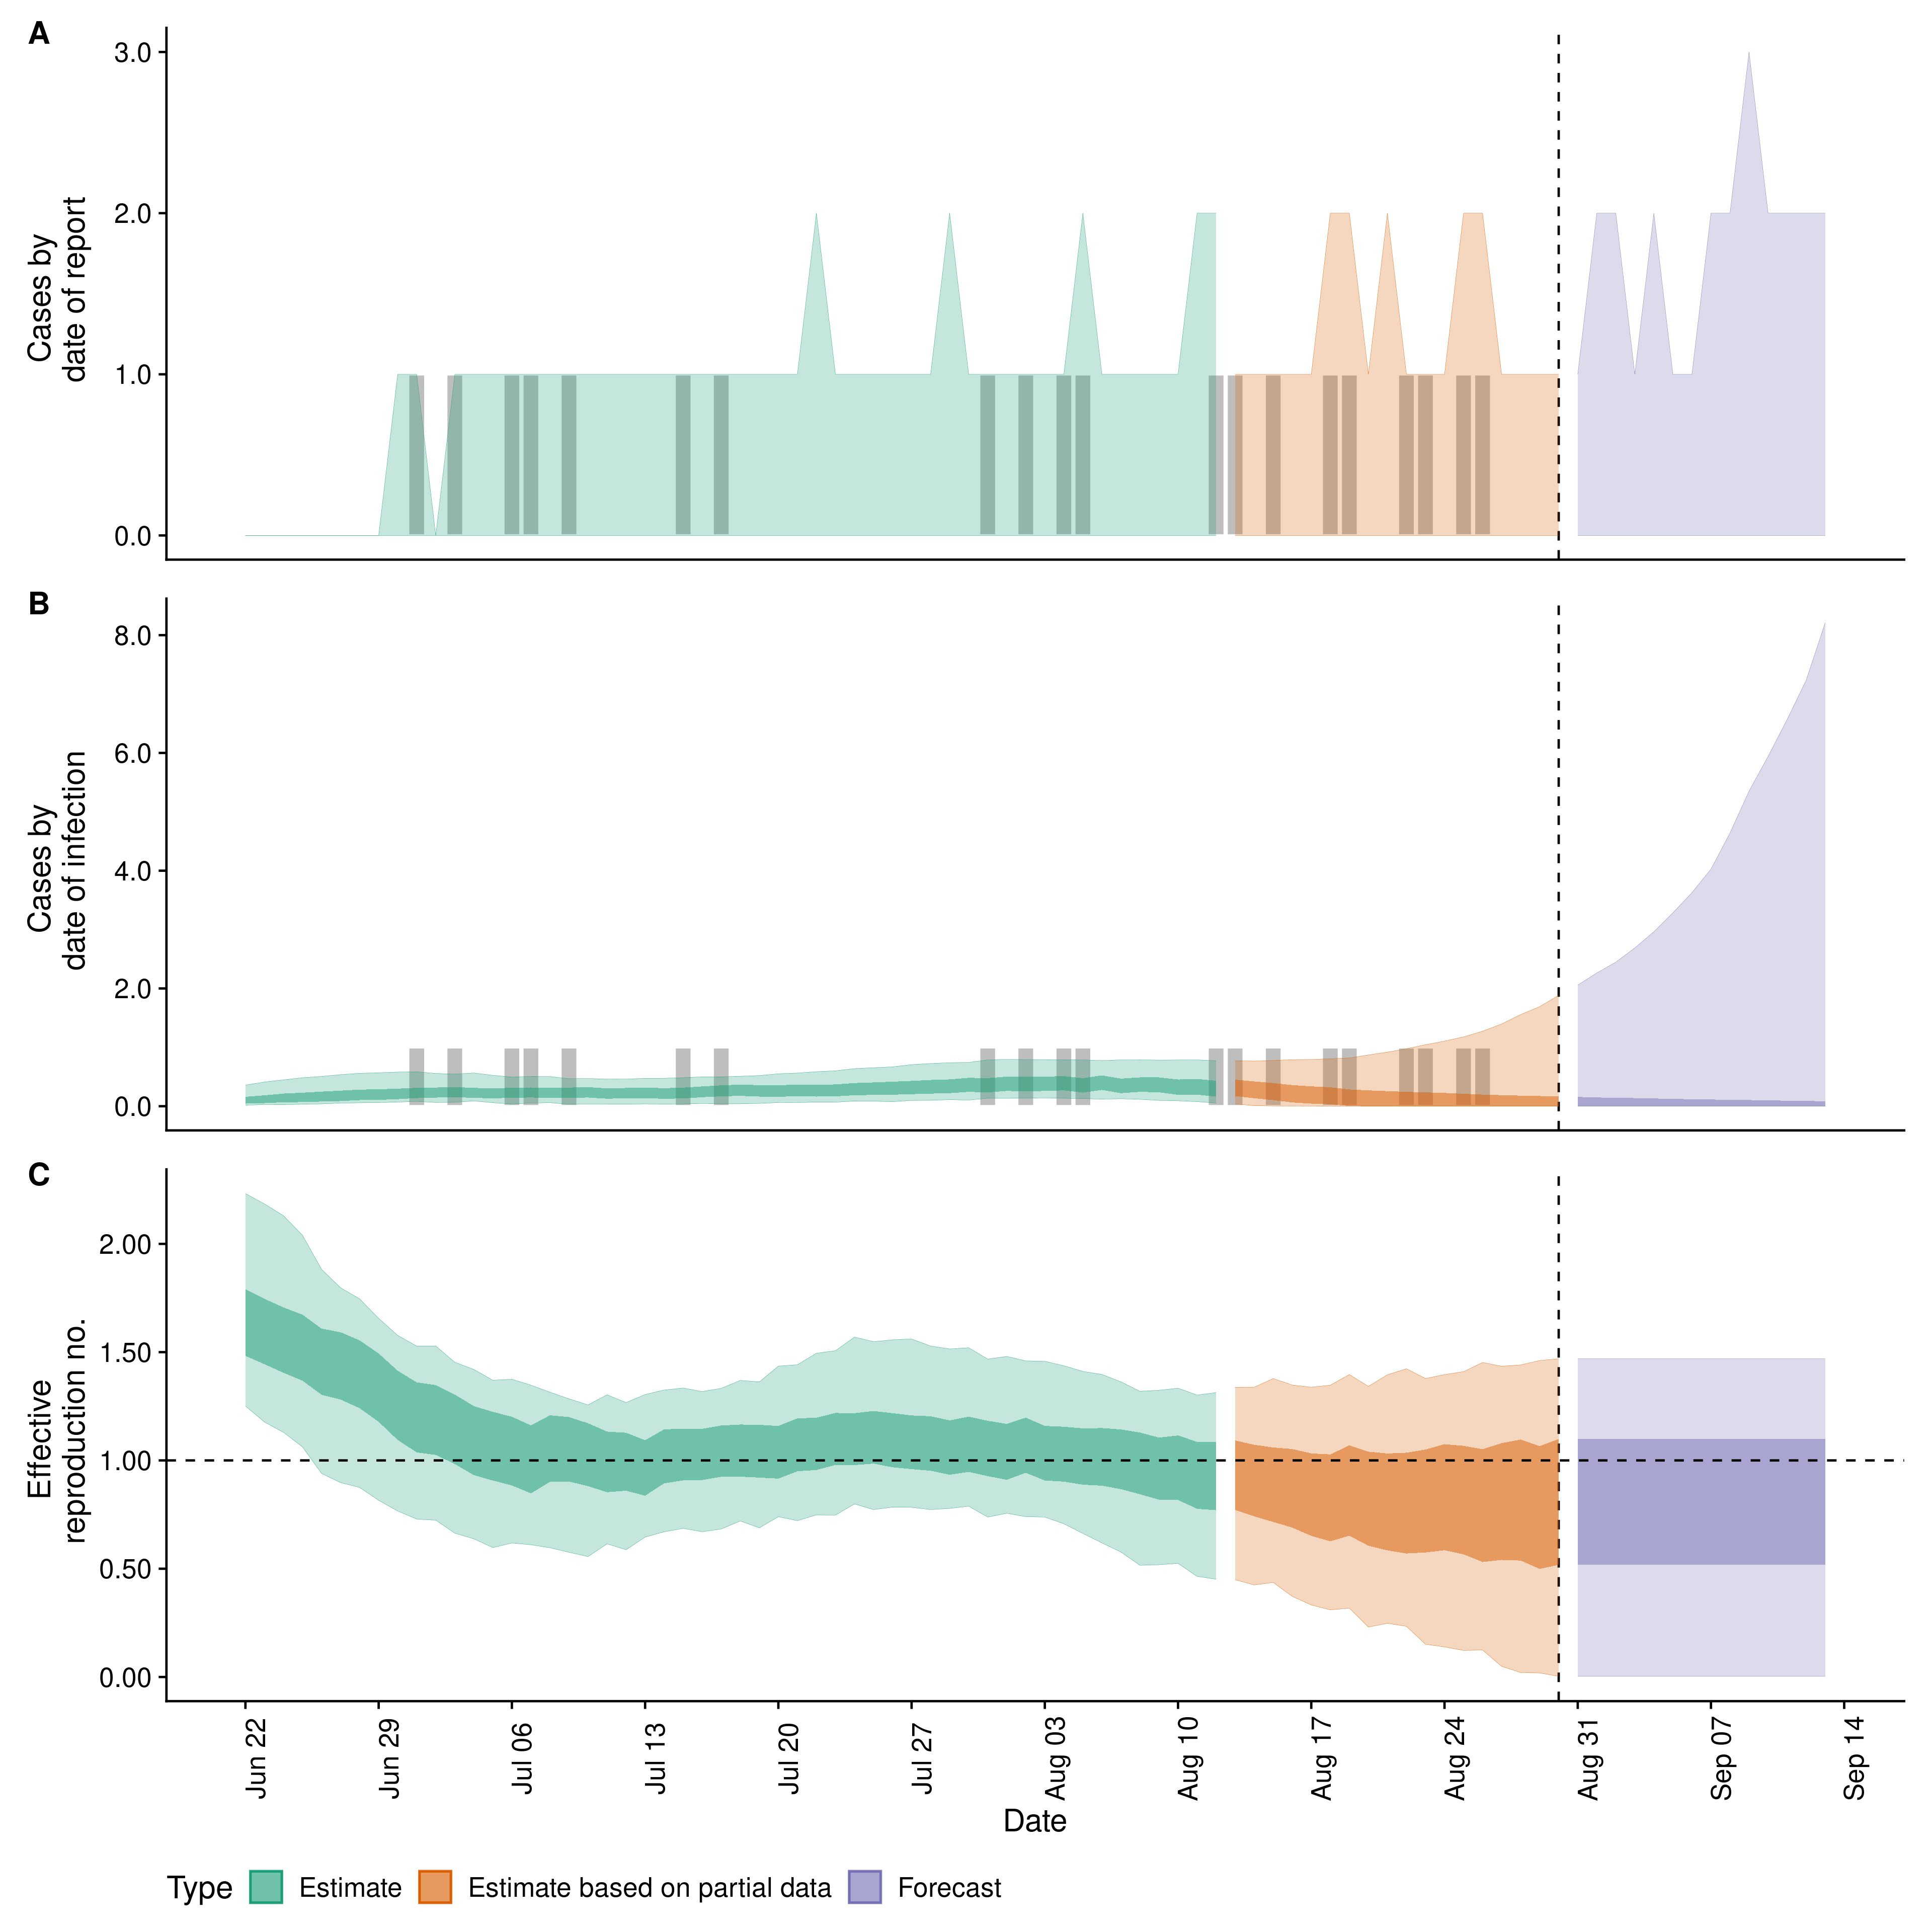 A
3.0
2.0
1.0
0.0
Cases by
date of report
B
8.0
6.0
4.0
2.0
0.0
Cases by
date of infection
C
2.00
1.50
1.00
0.50
0.00
Effective
reproduction no.
Jun 22
Jun 29
Jul 06
Jul 13
Jul 20
Jul 27
Aug 03
Aug 10
Aug 17
Aug 24
Aug 31
Sep 07
Sep 14
Date
Type Estimate Estimate based on partial data Forecast